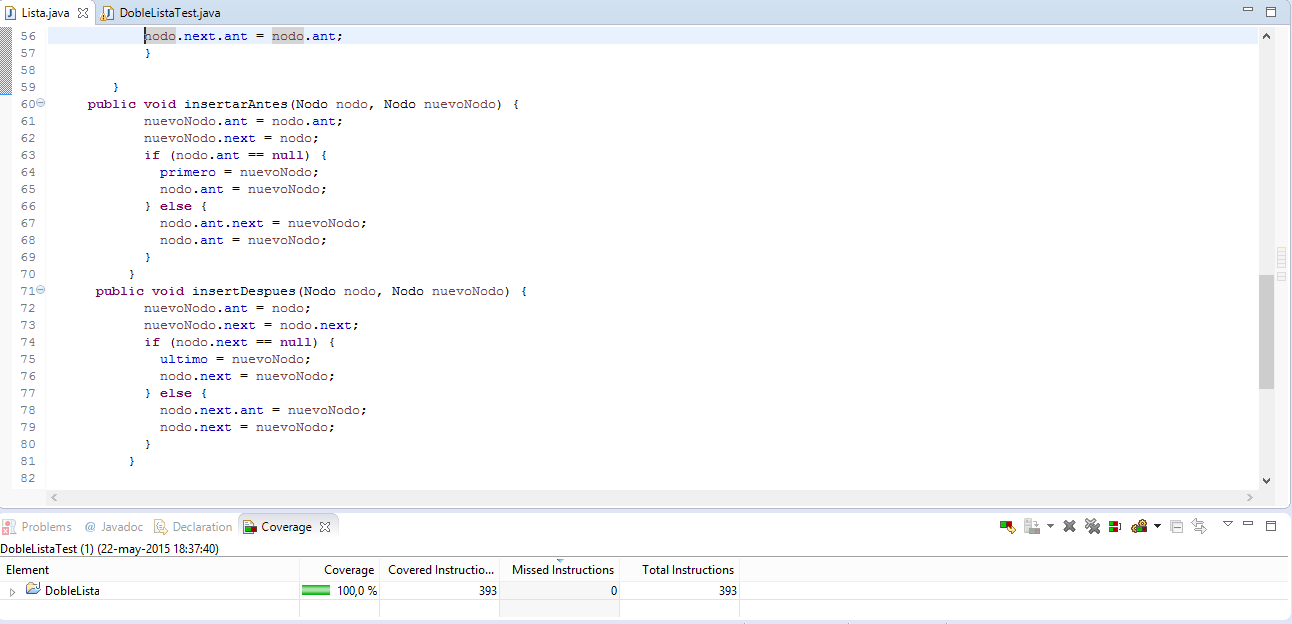 Lista.java DobleListaTest.java
56 nodo.next.ant = nodo.ant;
57 }
58
59 }
60 public void insertarAntes(Nodo nodo, Nodo nuevoNodo) {
61 nuevoNodo.ant = nodo.ant;
62 nuevoNodo.next = nodo;
63 if (nodo.ant == null) {
64 primero = nuevoNodo;
65 nodo.ant = nuevoNodo;
66 } else {
67 nodo.ant.next = nuevoNodo;
68 nodo.ant = nuevoNodo;
69 }
70 }
71 public void insertDespues(Nodo nodo, Nodo nuevoNodo) {
72 nuevoNodo.ant = nodo;
73 nuevoNodo.next = nodo.next;
74 if (nodo.next == null) {
75 ultimo = nuevoNodo;
76 nodo.next = nuevoNodo;
77 } else {
78 nodo.next.ant = nuevoNodo;
79 nodo.next = nuevoNodo;
80 }
81 }
82
Problems @ Javadoc Declaration Coverage
DobleListaTest (1) (22-may-2015 18:37:40)
Element Coverage Covered Instructio... Missed Instructions Total Instructions
DobleLista 100,0 % 393 0 393